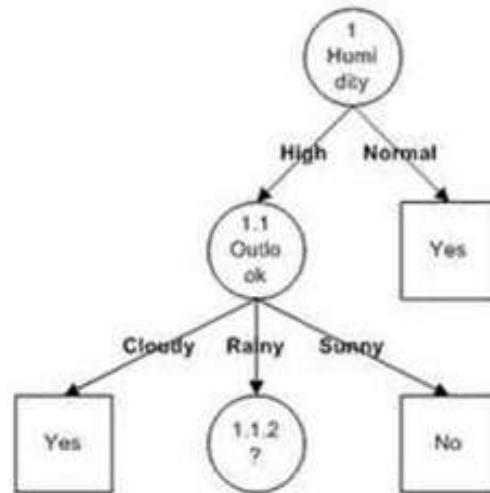 1
Humi
dity
High
Normal
1.1
Outlo
ok
Yes
Cloudy
Rainy
Sunny
Yes
1.1.2
?
No